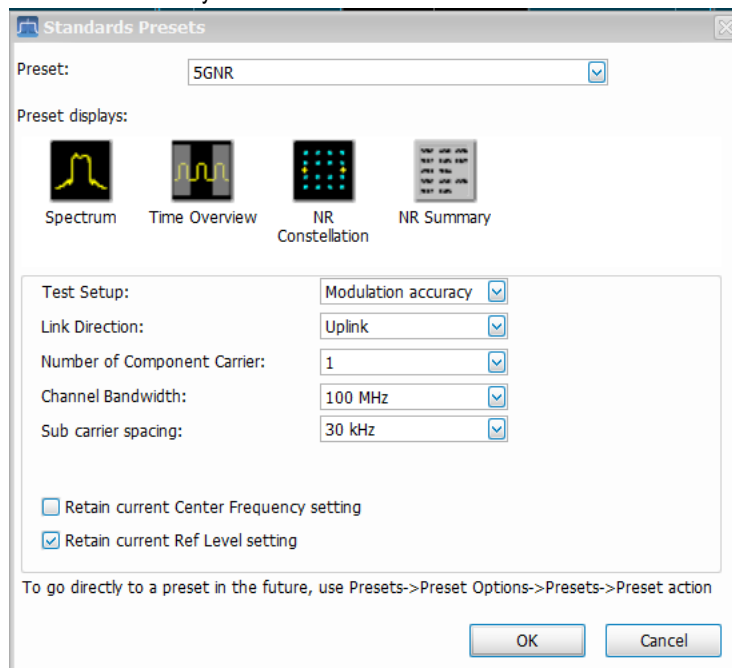 Standards Presets
Preset:
5GNR
Preset displays:
Spectrum
Time Overview
NR
Constellation
NR Summary
Test Setup:
Modulation accuracy
Link Direction:
Uplink
Number of Component Carrier:
1
Channel Bandwidth:
100 MHz
Sub carrier spacing:
30 kHz
Retain current Center Frequency setting
Retain current Ref Level setting
To go directly to a preset in the future, use Presets->Preset Options->Presets->Preset action
OK
Cancel